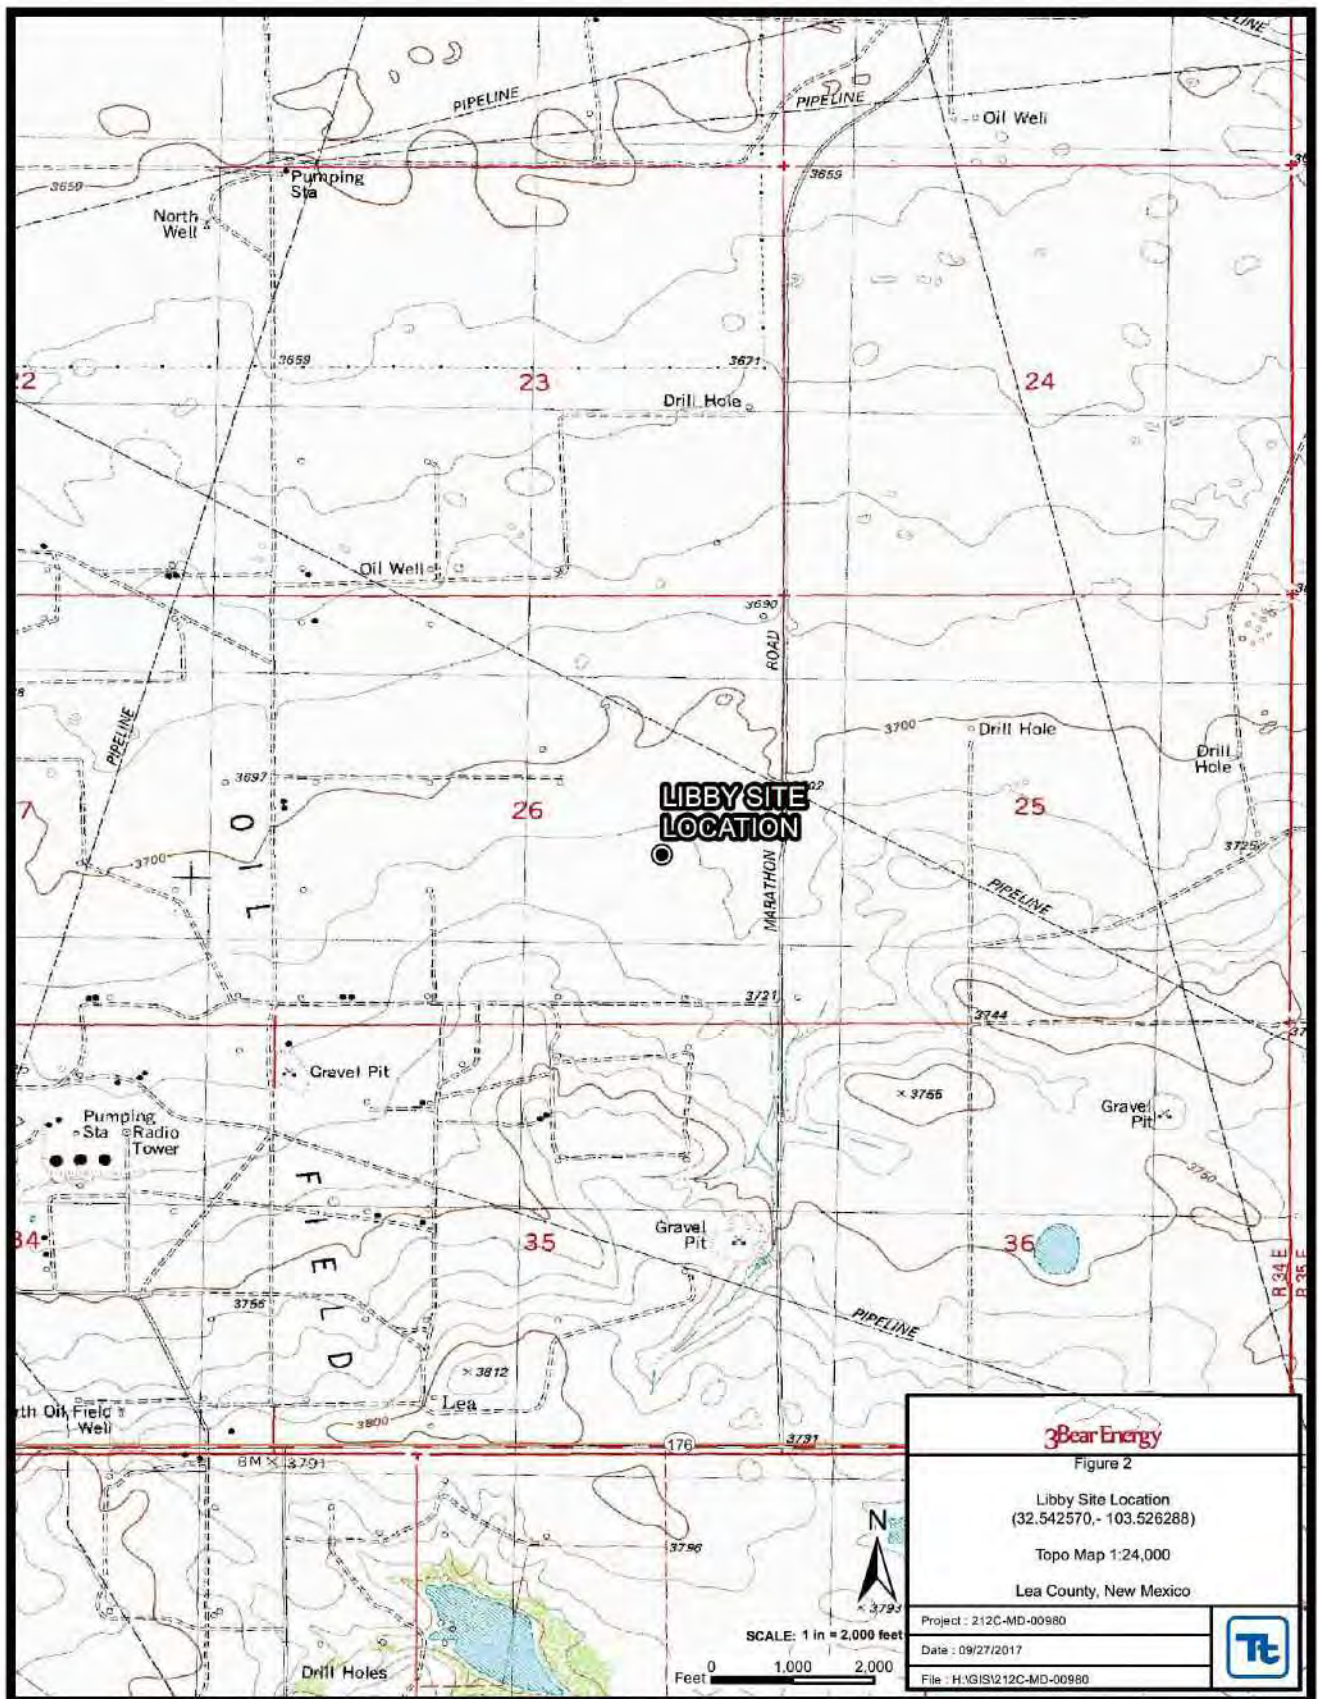 PIPELINE
PIPELINE
Oil Well
Pumping
Sta
3659
3659
North
Well
3659
3671
22
23
24
Drill Hole
Oil Well
3690
ROAD
3700
Drill Hole
Drill
Hole
PIPELINE
3697
LIBBY SITE
LOCATION
26
25
7
OIL
3700
3725
MARATHON
PIPELINE
3721
3744
Gravel Pit
× 3755
Gravel
Pit
Pumping
Sta
Radio
Tower
3750
FIELD
34
35
36
Gravel
Pit
R 34 E
R 35 E
3755
PIPELINE
× 3812
Lea
th Oil Field
Well
3800
176
3791
BM × 3791
3796
N
× 3793
Drill Holes
SCALE: 1 in = 2,000 feet
Feet 0 1,000 2,000
3Bear Energy
Figure 2
Libby Site Location
(32.542570,- 103.526288)
Topo Map 1:24,000
Lea County, New Mexico
Project : 212C-MD-00980
Date : 09/27/2017
File : H:\GIS\212C-MD-00980
Tt